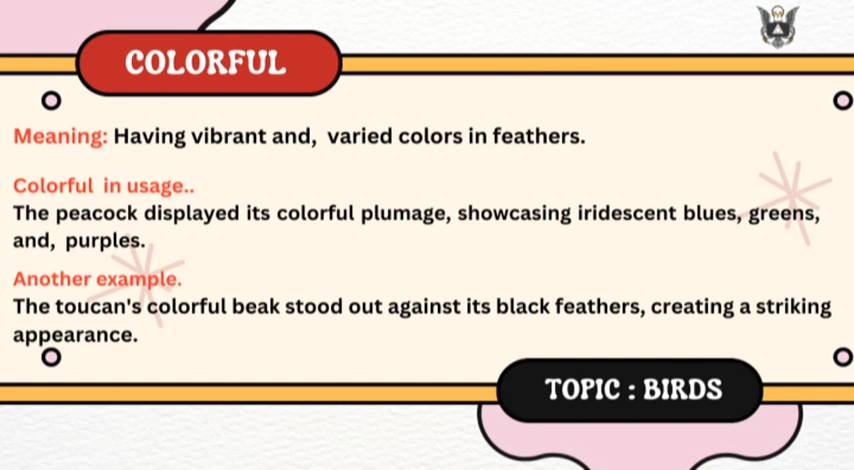 COLORFUL
Meaning: Having vibrant and, varied colors in feathers.
Colorful in usage..
The peacock displayed its colorful plumage, showcasing iridescent blues, greens,
and, purples.
Another example.
The toucan's colorful beak stood out against its black feathers, creating a striking
appearance.
TOPIC : BIRDS